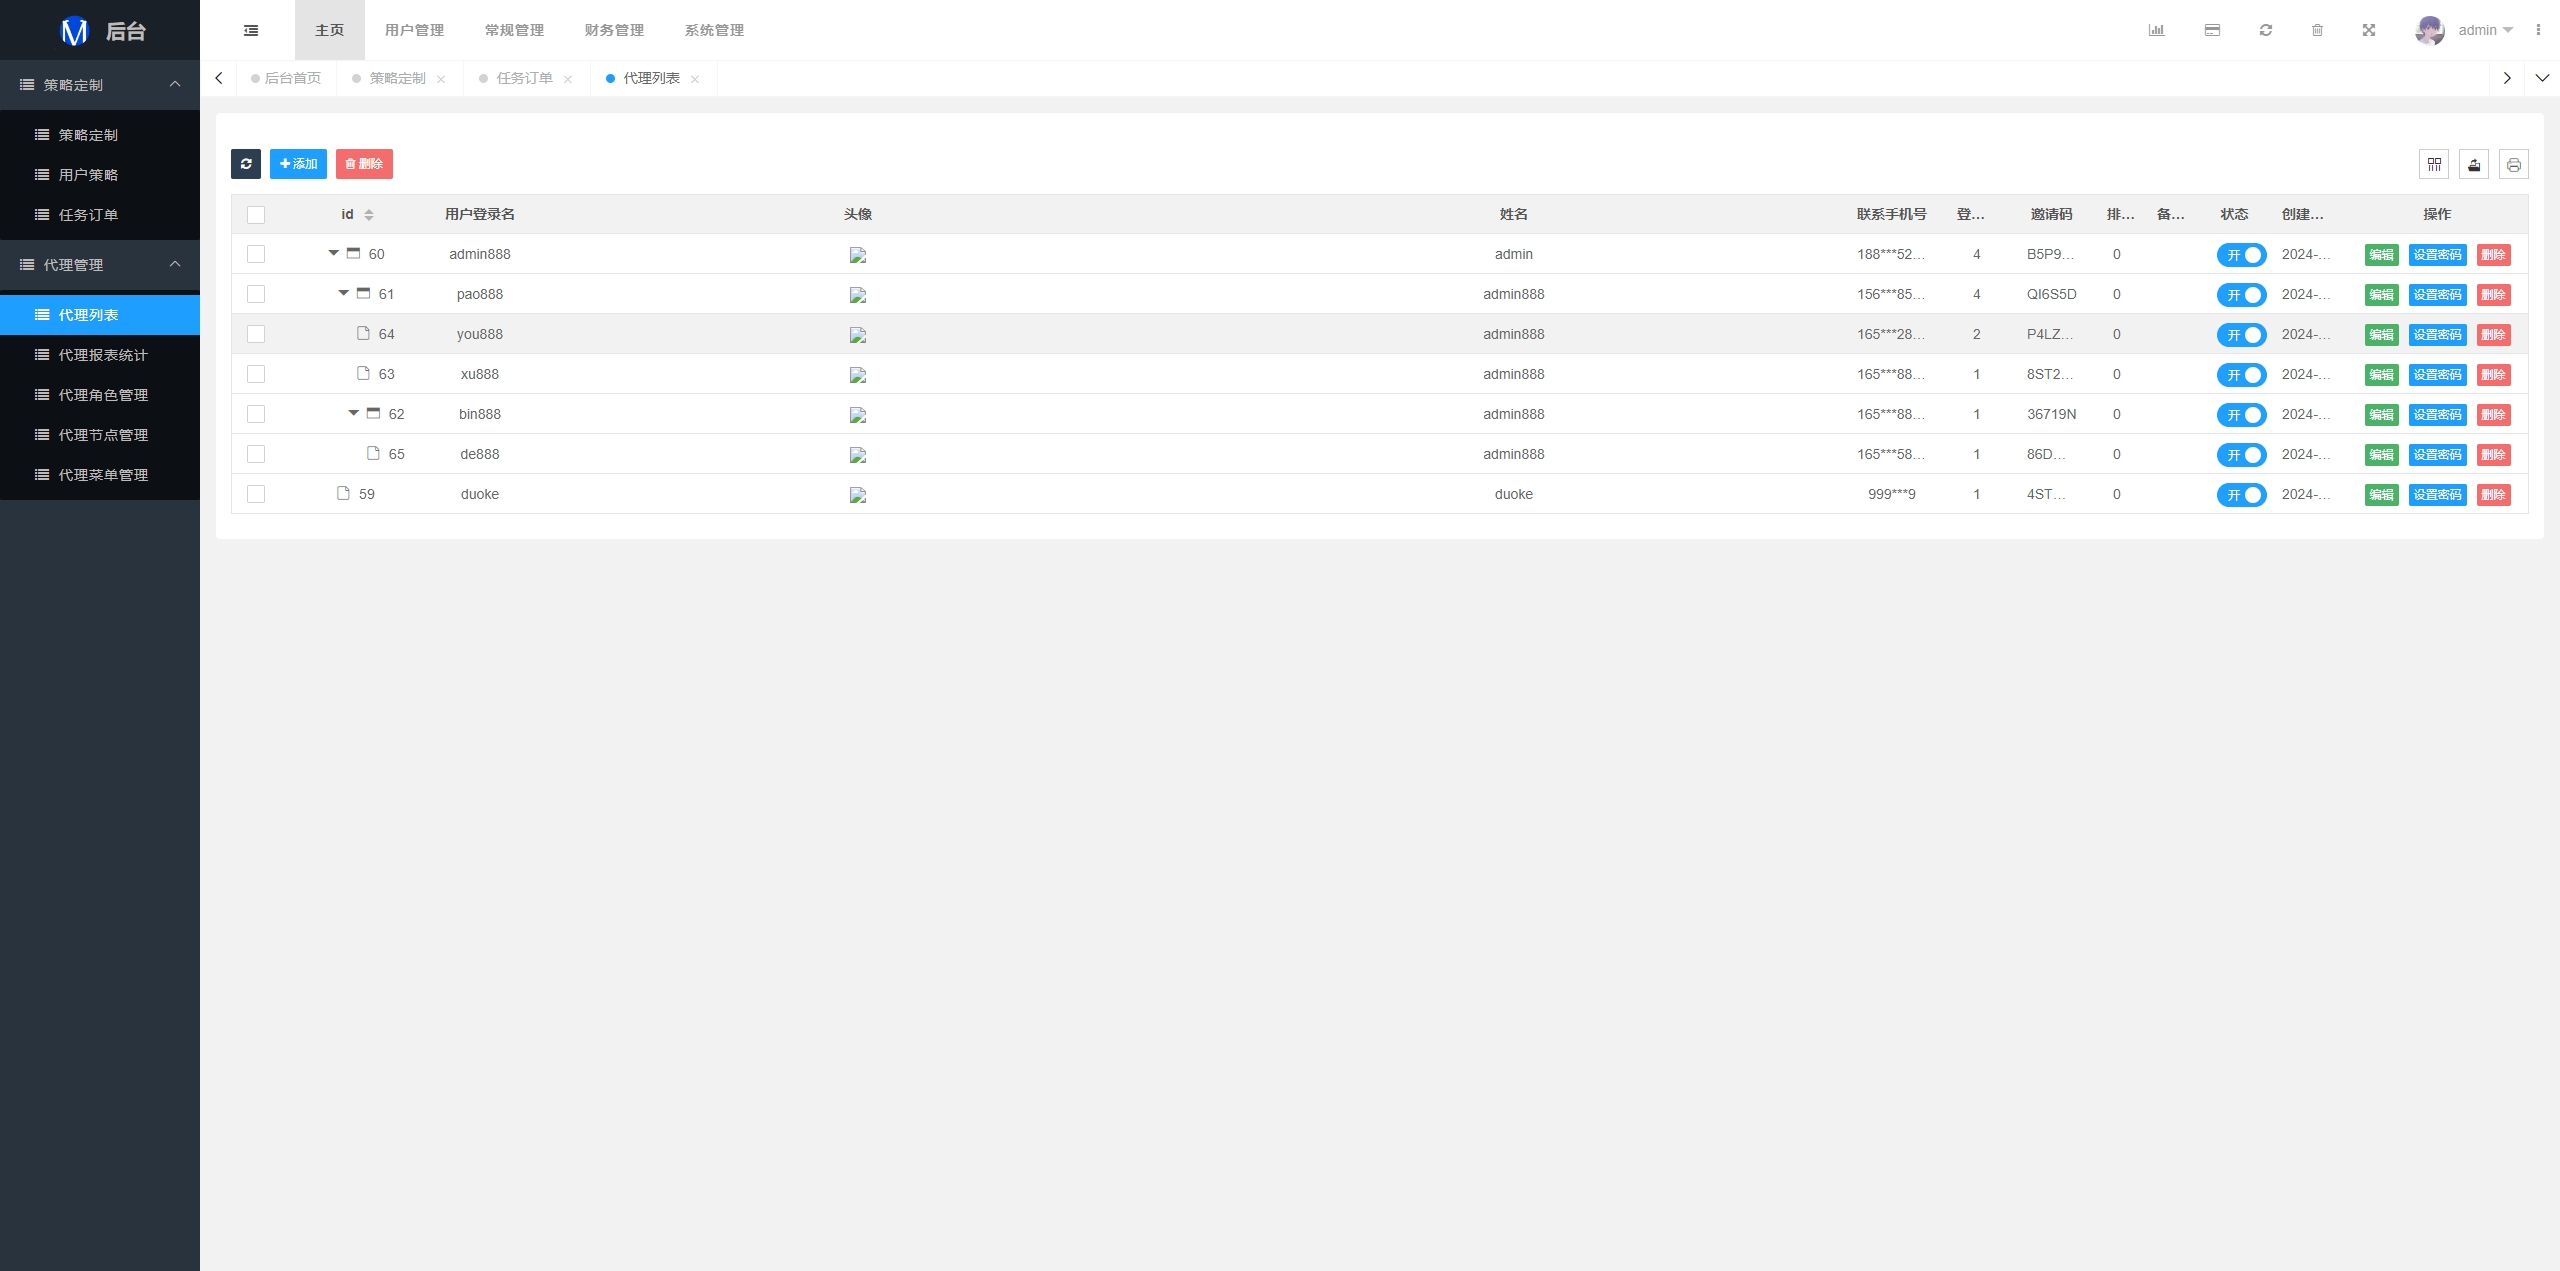 后台
主页 用户管理 常规管理 财务管理 系统管理
admin
策略定制
策略定制
用户策略
任务订单
代理管理
代理列表
代理报表统计
代理角色管理
代理节点管理
代理菜单管理
后台首页 策略定制 任务订单 代理列表
添加 删除
id 用户登录名 头像 姓名 联系手机号 登... 邀请码 排... 备... 状态 创建... 操作
60 admin888 admin 188***52... 4 B5P9... 0 开 2024-... 编辑 设置密码 删除
61 pao888 admin888 156***85... 4 QI6S5D 0 开 2024-... 编辑 设置密码 删除
64 you888 admin888 165***28... 2 P4LZ... 0 开 2024-... 编辑 设置密码 删除
63 xu888 admin888 165***88... 1 8ST2... 0 开 2024-... 编辑 设置密码 删除
62 bin888 admin888 165***88... 1 36719N 0 开 2024-... 编辑 设置密码 删除
65 de888 admin888 165***58... 1 86D... 0 开 2024-... 编辑 设置密码 删除
59 duoke duoke 999***9 1 4ST... 0 开 2024-... 编辑 设置密码 删除